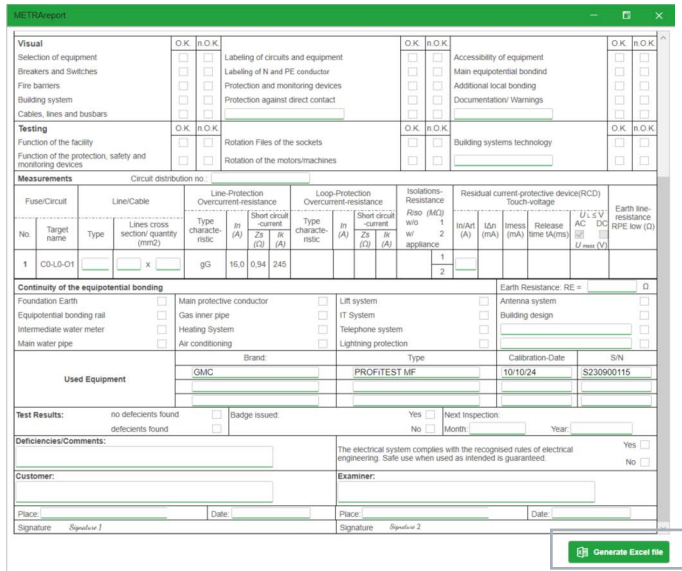 METRAreport
Visual O.K. n.O.K. O.K. n.O.K. O.K. n.O.K.
Selection of equipment Labeling of circuits and equipment Accessibility of equipment
Breakers and Switches Labeling of N and PE conductor Main equipotential bondind
Fire barriers Protection and monitoring devices Additional local bonding
Building system Protection against direct contact Documentation/ Warnings
Cables, lines and busbars
Testing O.K. n.O.K. O.K. n.O.K. O.K. n.O.K.
Function of the facility Rotation Files of the sockets Building systems technology
Function of the protection, safety and
monitoring devices Rotation of the motors/machines
Measurements Circuit distribution no.:
Fuse/Circuit Line/Cable Line-Protection Overcurrent-resistance Loop-Protection Overcurrent-resistance Isolations-Resistance Residual current-protective device(RCD) Touch-voltage Earth line-resistance RPE low (Ω)
No. Target name Type Lines cross section/ quantity (mm2) Type characte-ristic In (A) Short circuit -current Zs (Ω) Ik (A) Type characte-ristic In (A) Short circuit -current Zs (Ω) Ik (A) Riso (MΩ) w/o 1 w/ 2 appliance In/Art (A) IΔn (mA) Imess (mA) Release time tA(ms) U L ≤ V AC DC U mess (V)
1 C0-L0-O1 x gG 16,0 0,94 245 1
2
Continuity of the equipotential bonding Earth Resistance: RE = Ω
Foundation Earth Main protective conductor Lift system Antenna system
Equipotential bonding rail Gas inner pipe IT System Building design
Intermediate water meter Heating System Telephone system
Main water pipe Air conditioning Lightning protection
Used Equipment Brand: Type Calibration-Date S/N
GMC PROFiTEST MF 10/10/24 S230900115
Test Results: no defecients found Badge issued: Yes Next Inspection:
defecients found No Month: Year:
Deficiencies/Comments: The electrical system complies with the recognised rules of electrical Yes
engineering. Safe use when used as intended is guaranteed. No
Customer: Examiner:
Place: Date: Place: Date:
Signature Signature 1 Signature Signature 2
Generate Excel file